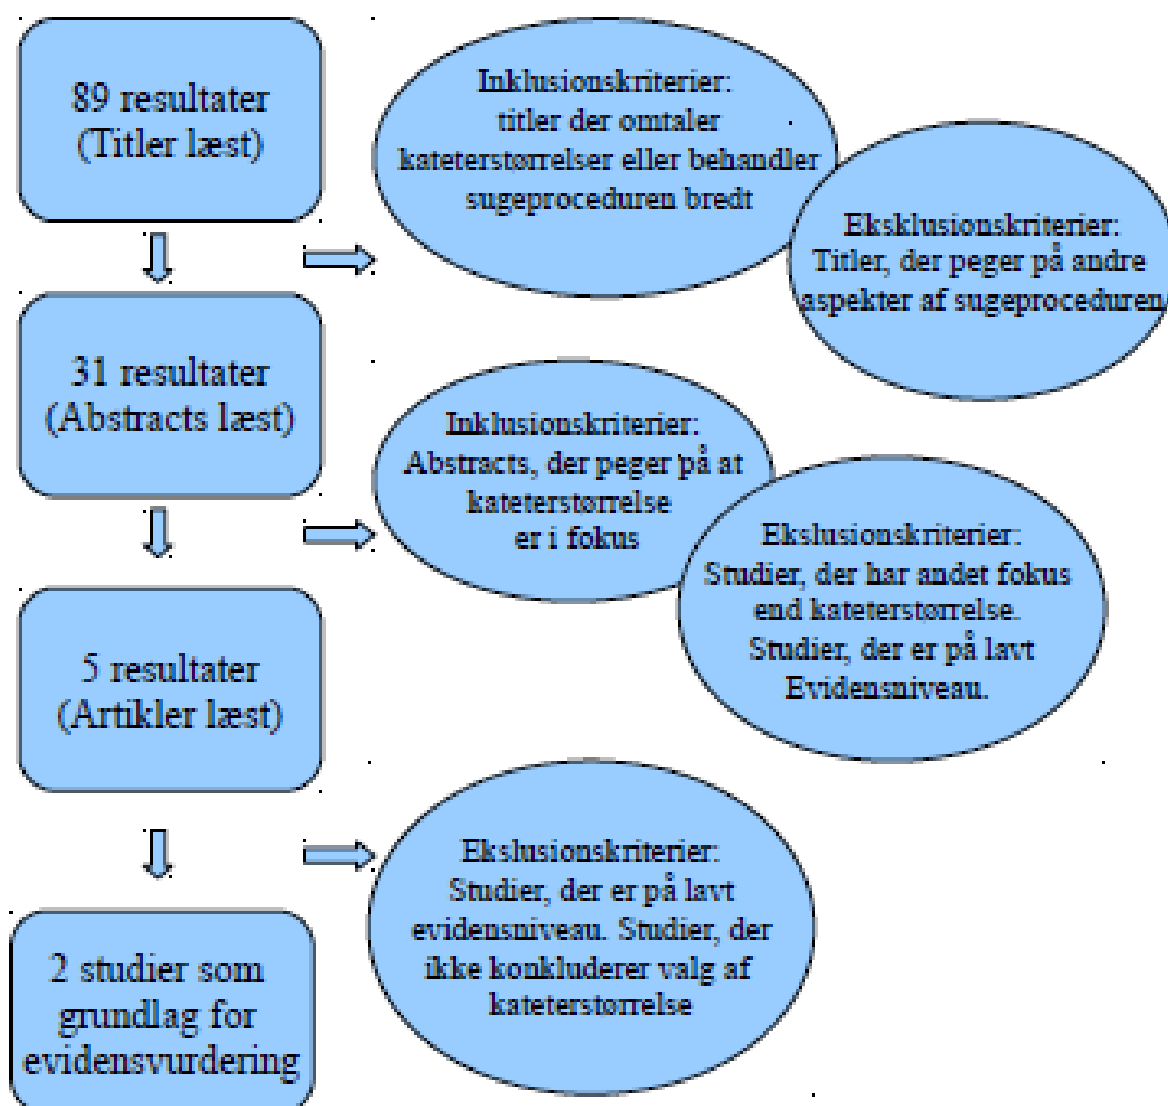 89 resultater
(Titler læst)
Inklusionskriterier:
titler der omtaler
kateterstørrelser eller behandler
sugeproceduren bredt
Eksklusionskriterier:
Titler, der peger på andre
aspekter af sugeproceduren
31 resultater
(Abstracts læst)
Inklusionskriterier:
Abstracts, der peger på at
kateterstørrelse
er i fokus
Ekslusionskriterier:
Studier, der har andet fokus
end kateterstørrelse.
Studier, der er på lavt
Evidensniveau.
5 resultater
(Artikler læst)
Ekslusionskriterier:
Studier, der er på lavt
evidensniveau. Studier, der
ikke konkluderer valg af
kateterstørrelse
2 studier som
grundlag for
evidensvurdering